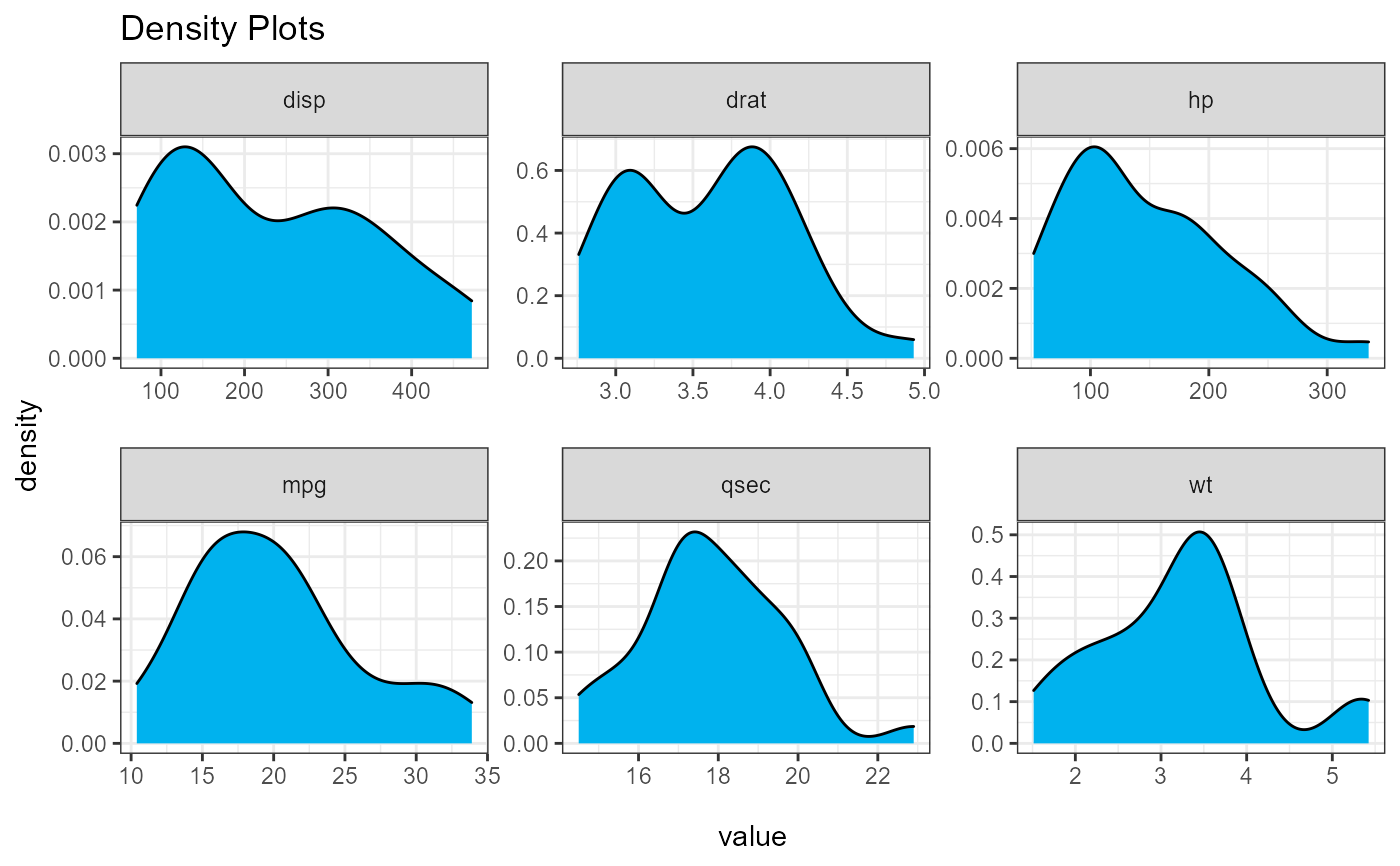 Density Plots
disp drat hp
0.003 0.6 0.006
0.002 0.4 0.004
0.001 0.2 0.002
0.000 0.0 0.000
100 200 300 400 3.0 3.5 4.0 4.5 5.0 100 200 300
density
mpg qsec wt
0.06 0.20 0.5
0.04 0.15 0.4
0.02 0.10 0.3
0.00 0.05 0.2
0.00 0.1
0.0
10 15 20 25 30 35 16 18 20 22 2 3 4 5
value